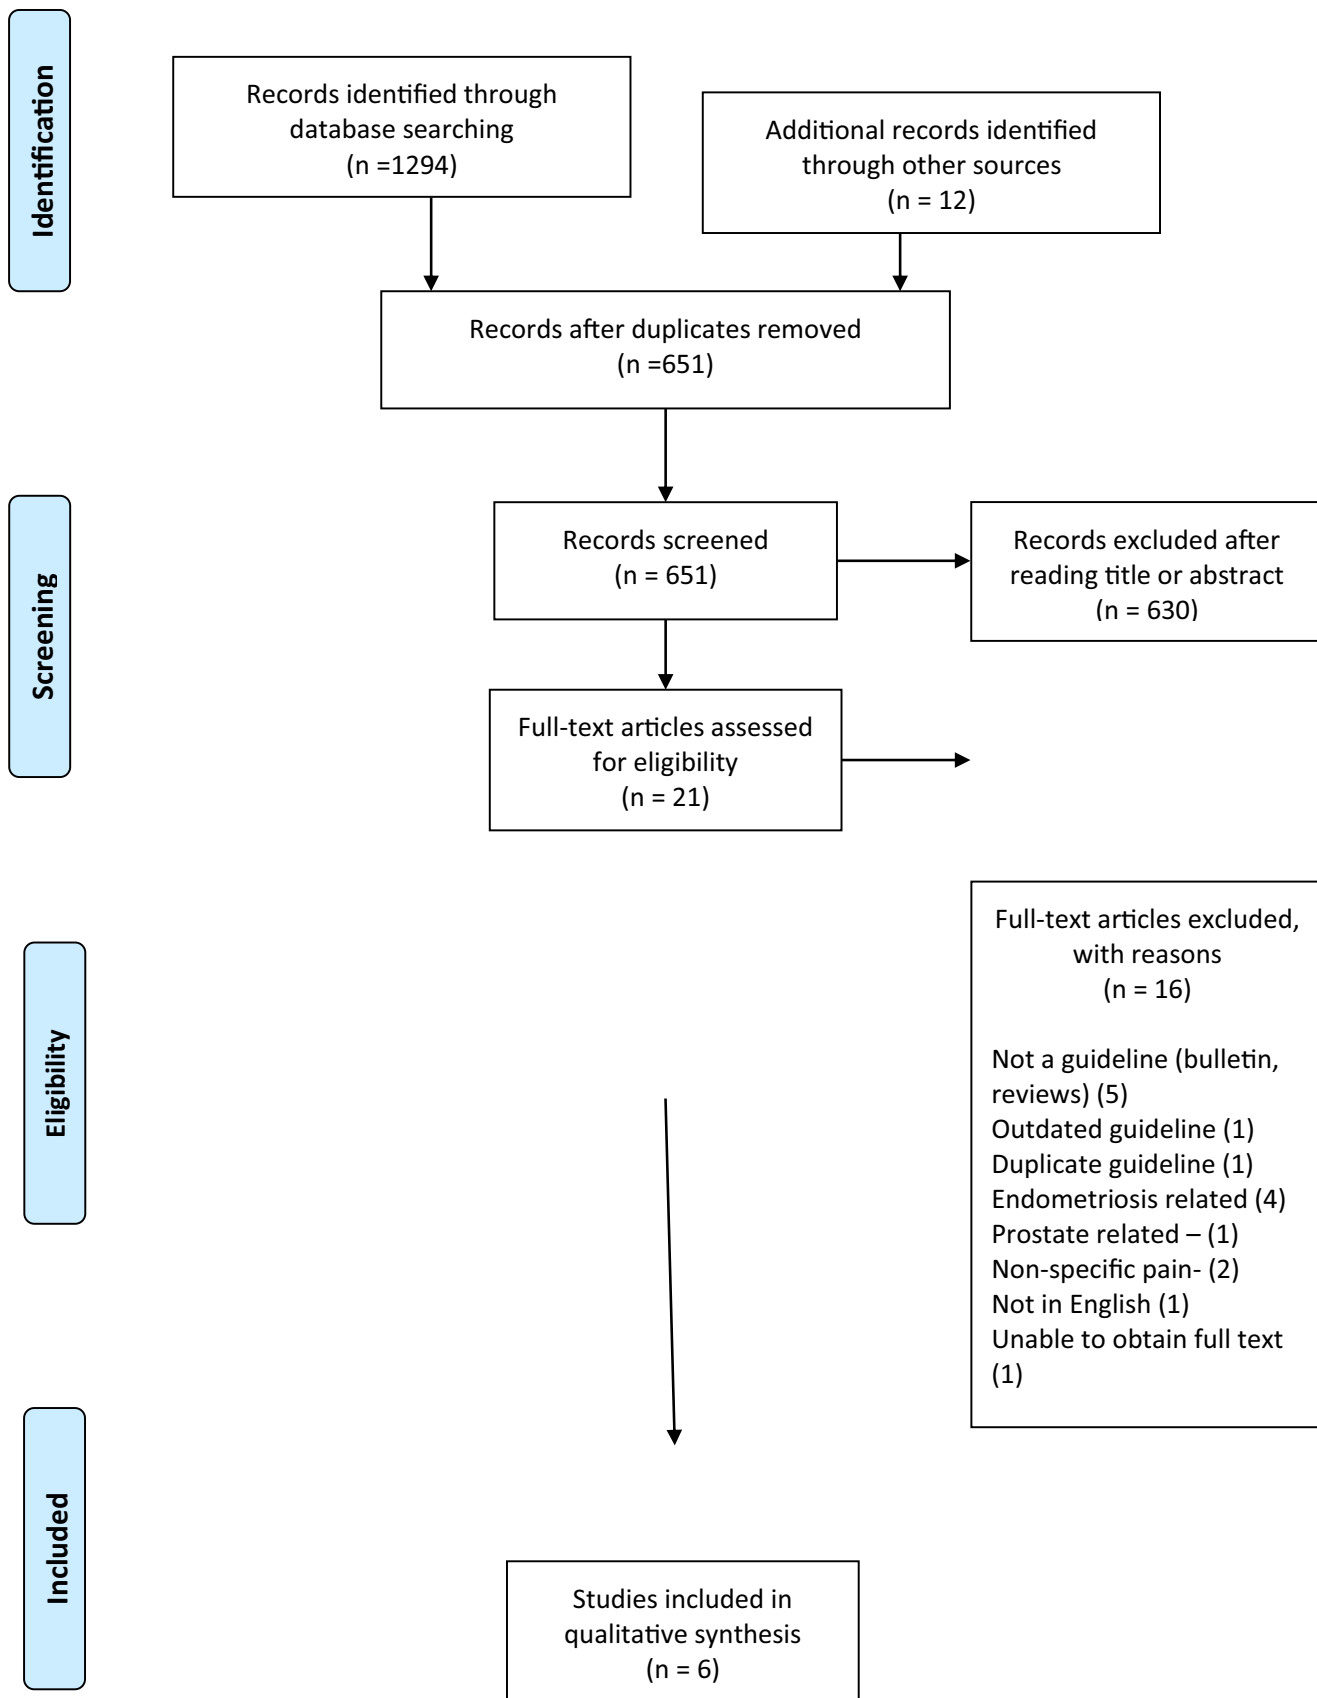 Identification
Records identified through
database searching
(n =1294)
Additional records identified
through other sources
(n = 12)
Records after duplicates removed
(n =651)
Screening
Records screened
(n = 651)
Records excluded after
reading title or abstract
(n = 630)
Full-text articles assessed
for eligibility
(n = 21)
Eligibility
Full-text articles excluded,
with reasons
(n = 16)
Not a guideline (bulletin,
reviews) (5)
Outdated guideline (1)
Duplicate guideline (1)
Endometriosis related (4)
Prostate related – (1)
Non-specific pain- (2)
Not in English (1)
Unable to obtain full text
(1)
Included
Studies included in
qualitative synthesis
(n = 6)